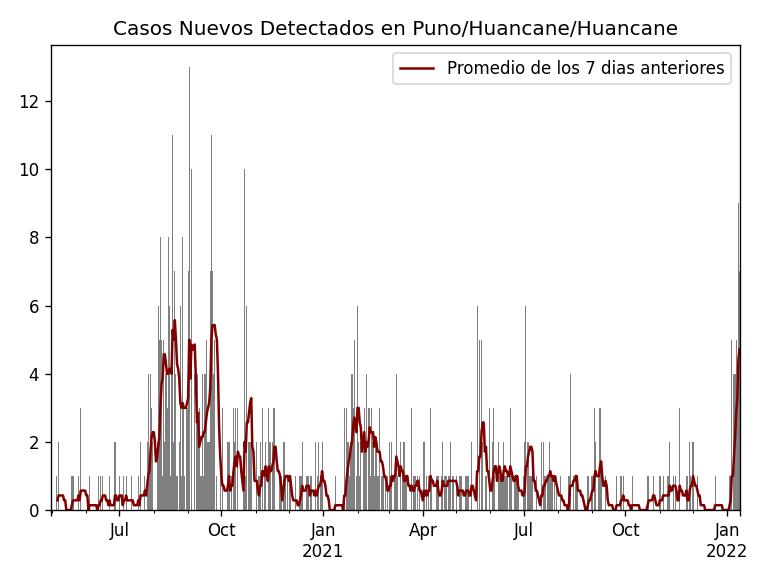 Casos Nuevos Detectados en Puno/Huancane/Huancane
Promedio de los 7 dias anteriores
12
10
8
6
4
2
0
Jul Oct Jan Apr Jul Oct Jan
2021 2022